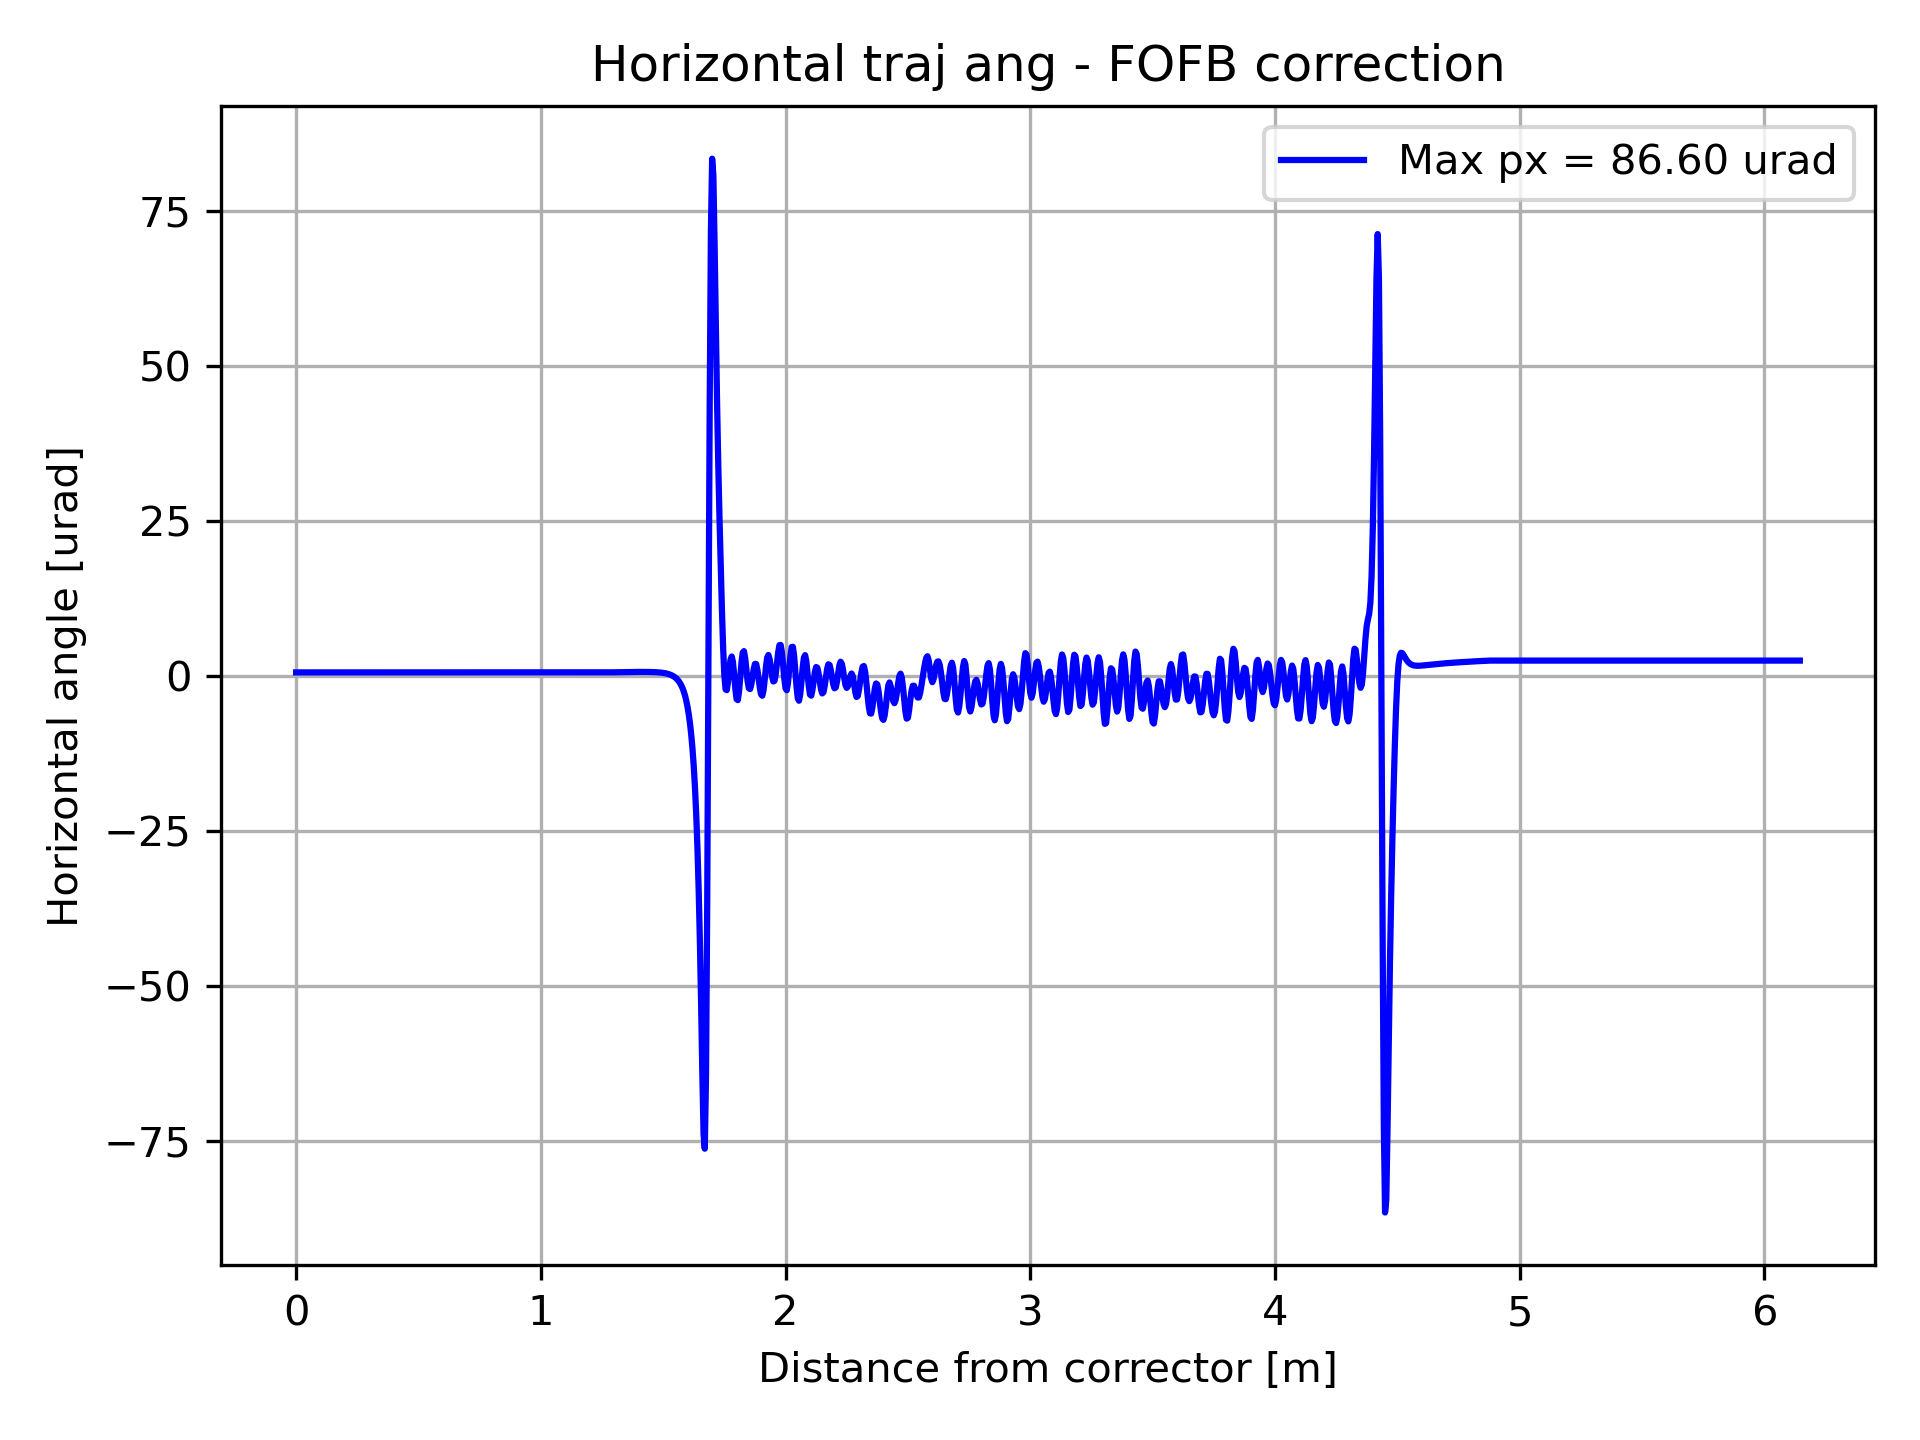 Horizontal traj ang - FOFB correction
Max px = 86.60 urad
Horizontal angle [urad]
75
50
25
0
−25
−50
−75
0 1 2 3 4 5 6
Distance from corrector [m]